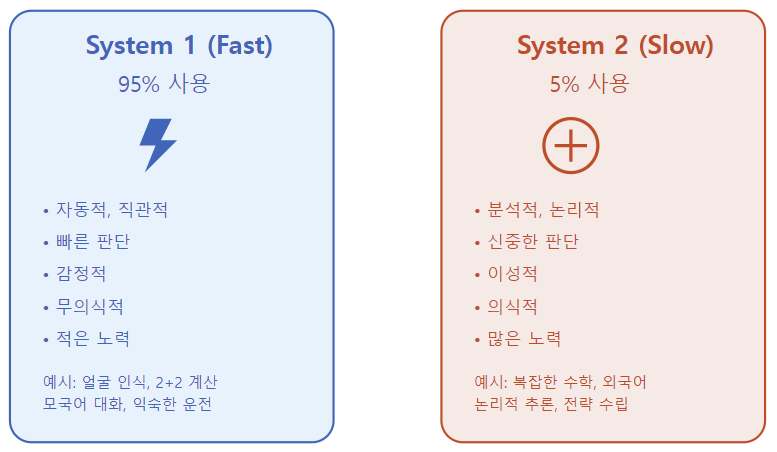 System 1 (Fast)
95% 사용
• 자동적, 직관적
• 빠른 판단
• 감정적
• 무의식적
• 적은 노력
예시: 얼굴 인식, 2+2 계산
모국어 대화, 익숙한 운전
System 2 (Slow)
5% 사용
• 분석적, 논리적
• 신중한 판단
• 이성적
• 의식적
• 많은 노력
예시: 복잡한 수학, 외국어
논리적 추론, 전략 수립